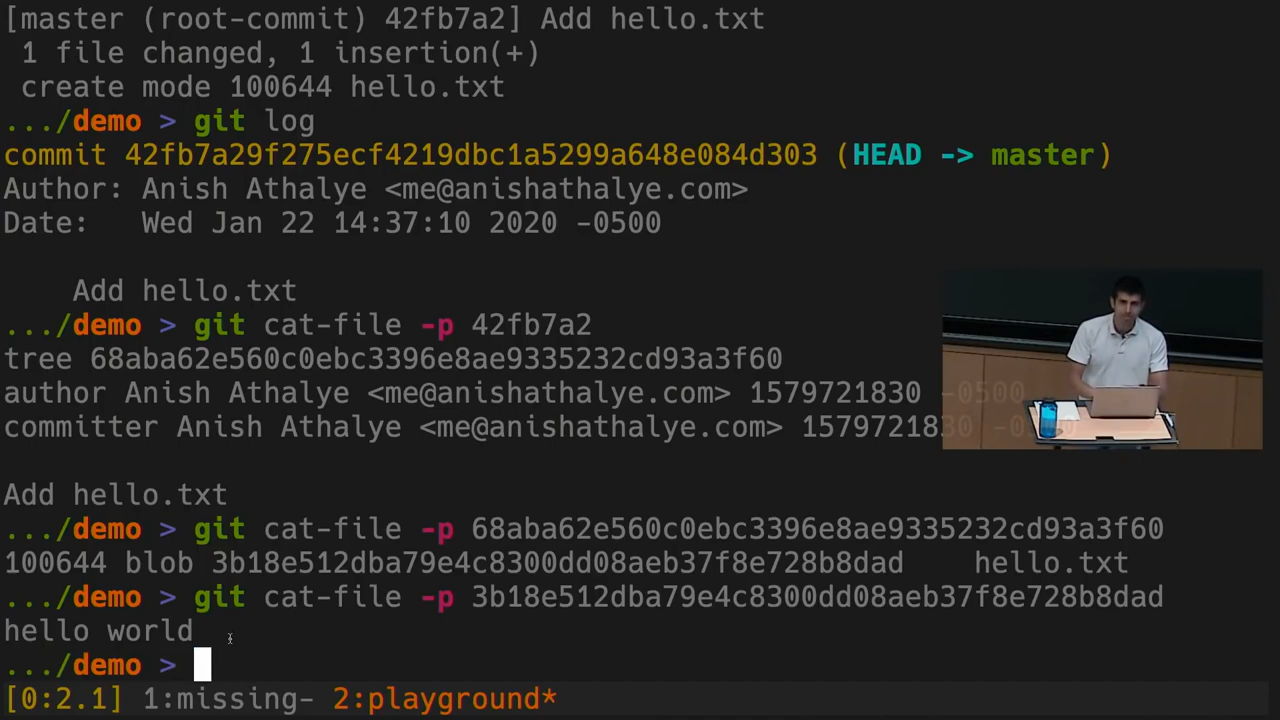 [master (root-commit) 42fb7a2] Add hello.txt
1 file changed, 1 insertion(+)
create mode 100644 hello.txt
.../demo > git log
commit 42fb7a29f275ecf4219dbc1a5299a648e084d303 (HEAD -> master)
Author: Anish Athalye <me@anishathalye.com>
Date:   Wed Jan 22 14:37:10 2020 -0500
Add hello.txt
.../demo > git cat-file -p 42fb7a2
tree 68aba62e560c0ebc3396e8ae9335232cd93a3f60
author Anish Athalye <me@anishathalye.com> 1579721830 -0500
committer Anish Athalye <me@anishathalye.com> 1579721830 -0500
Add hello.txt
.../demo > git cat-file -p 68aba62e560c0ebc3396e8ae9335232cd93a3f60
100644 blob 3b18e512dba79e4c8300dd08aeb37f8e728b8dad    hello.txt
.../demo > git cat-file -p 3b18e512dba79e4c8300dd08aeb37f8e728b8dad
hello world
.../demo >
[0:2.1] 1:missing- 2:playground*